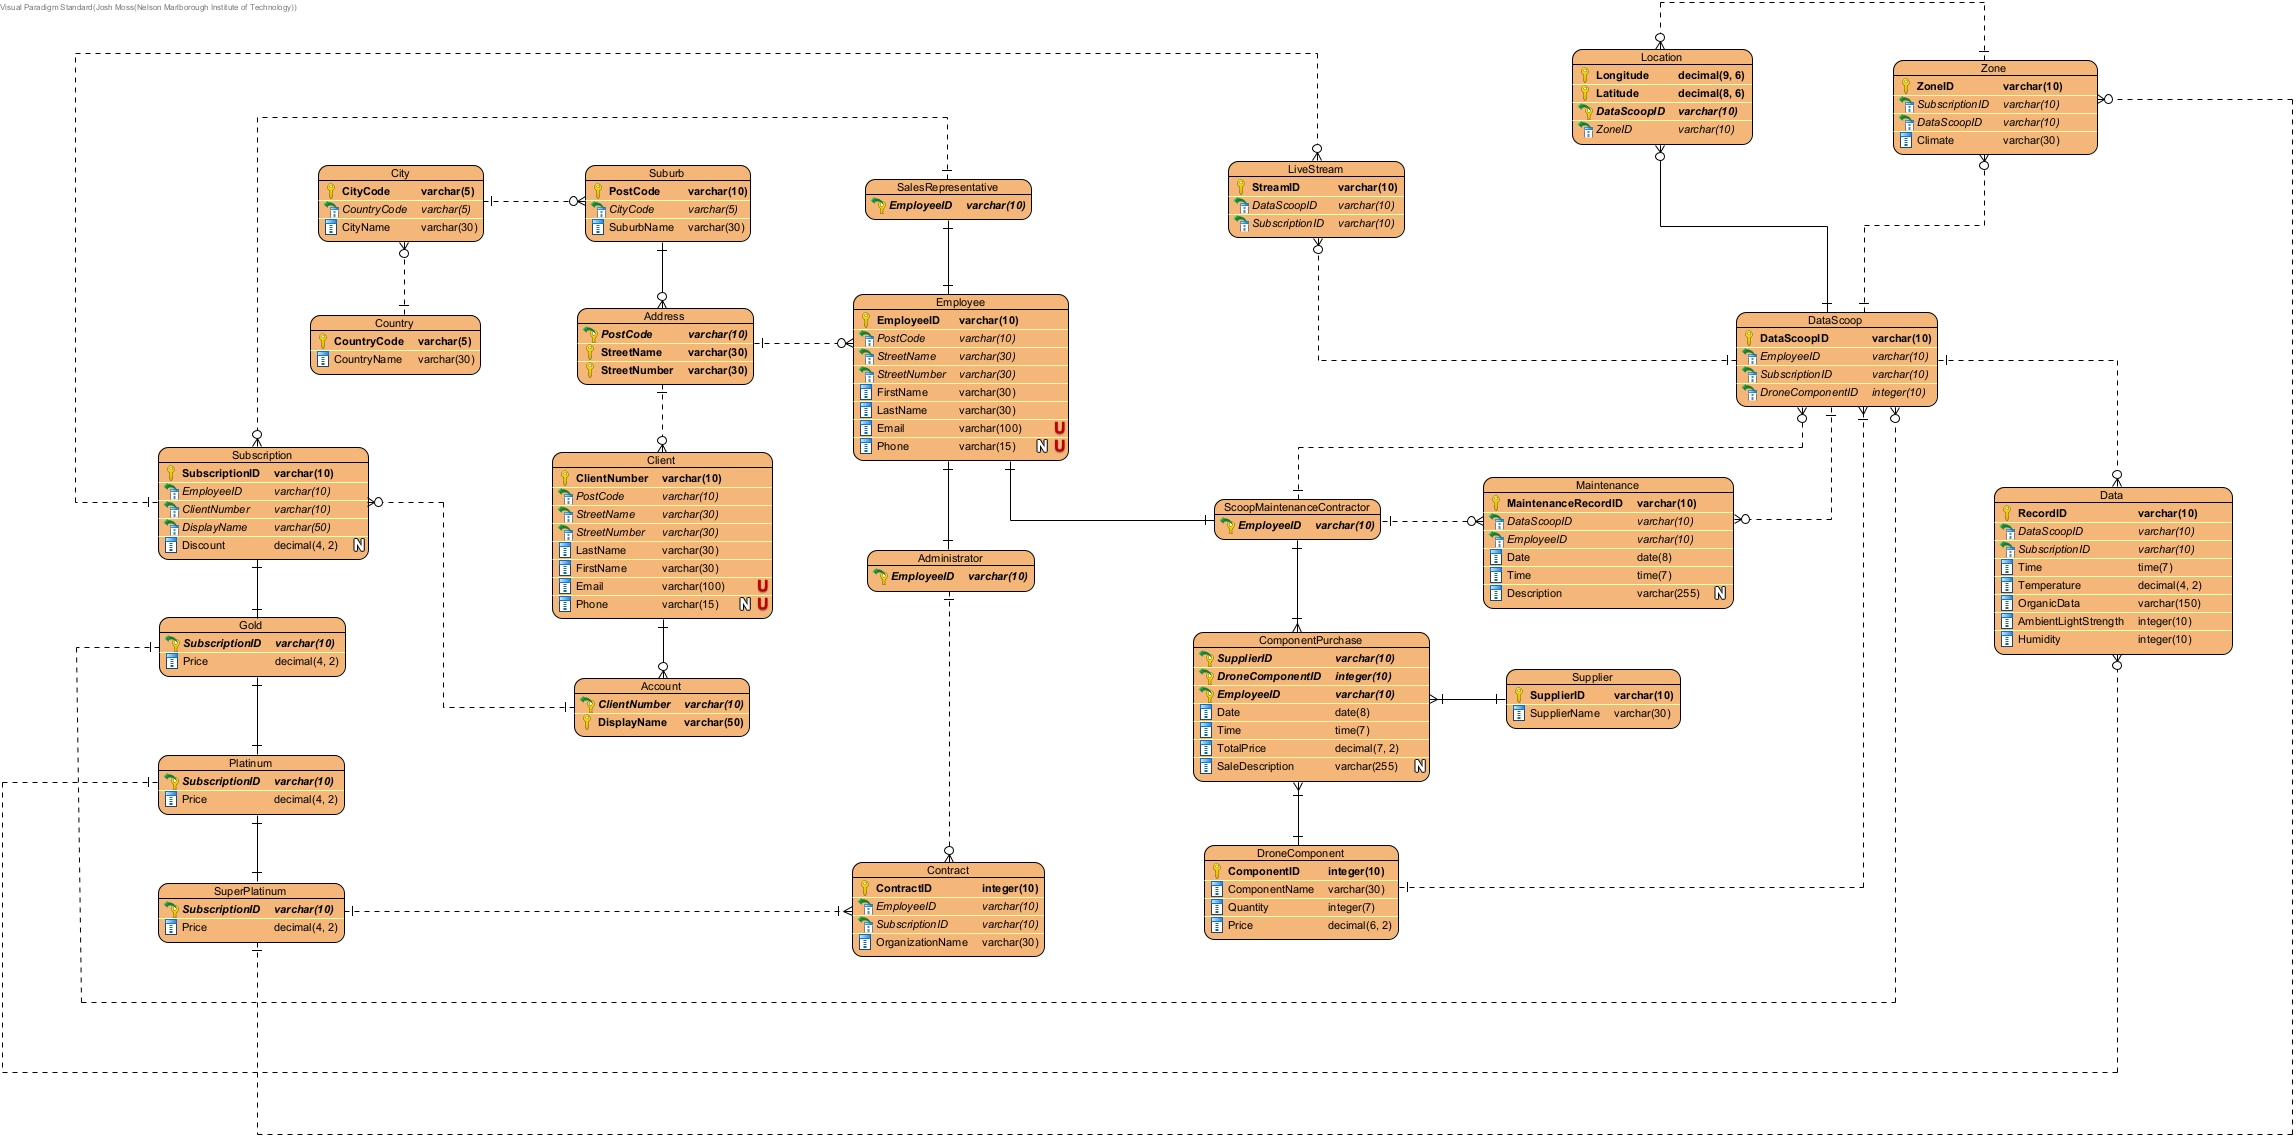 Visual Paradigm Standard(Josh Moss(Nelson Marlborough Institute of Technology))
Location
Longitude decimal(9, 6)
Latitude decimal(8, 6)
DataScoopID varchar(10)
ZoneID varchar(10)
Zone
ZoneID varchar(10)
SubscriptionID varchar(10)
DataScoopID varchar(10)
Climate varchar(30)
City
CityCode varchar(5)
CountryCode varchar(5)
CityName varchar(30)
Suburb
PostCode varchar(10)
CityCode varchar(5)
SuburbName varchar(30)
SalesRepresentative
EmployeeID varchar(10)
LiveStream
StreamID varchar(10)
DataScoopID varchar(10)
SubscriptionID varchar(10)
Country
CountryCode varchar(5)
CountryName varchar(30)
Address
PostCode varchar(10)
StreetName varchar(30)
StreetNumber varchar(30)
Employee
EmployeeID varchar(10)
PostCode varchar(10)
StreetName varchar(30)
StreetNumber varchar(30)
FirstName varchar(30)
LastName varchar(30)
Email varchar(100) U
Phone varchar(15) N U
DataScoop
DataScoopID varchar(10)
EmployeeID varchar(10)
SubscriptionID varchar(10)
DroneComponentID integer(10)
Subscription
SubscriptionID varchar(10)
EmployeeID varchar(10)
ClientNumber varchar(10)
DisplayName varchar(50)
Discount decimal(4, 2) N
Client
ClientNumber varchar(10)
PostCode varchar(10)
StreetName varchar(30)
StreetNumber varchar(30)
LastName varchar(30)
FirstName varchar(30)
Email varchar(100) U
Phone varchar(15) N U
ScoopMaintenanceContractor
EmployeeID varchar(10)
Maintenance
MaintenanceRecordID varchar(10)
DataScoopID varchar(10)
EmployeeID varchar(10)
Date date(8)
Time time(7)
Description varchar(255) N
Data
RecordID varchar(10)
DataScoopID varchar(10)
SubscriptionID varchar(10)
Time time(7)
Temperature decimal(4, 2)
OrganicData varchar(150)
AmbientLightStrength integer(10)
Humidity integer(10)
Administrator
EmployeeID varchar(10)
Gold
SubscriptionID varchar(10)
Price decimal(4, 2)
Account
ClientNumber varchar(10)
DisplayName varchar(50)
ComponentPurchase
SupplierID varchar(10)
DroneComponentID integer(10)
EmployeeID varchar(10)
Date date(8)
Time time(7)
TotalPrice decimal(7, 2)
SaleDescription varchar(255) N
Supplier
SupplierID varchar(10)
SupplierName varchar(30)
Platinum
SubscriptionID varchar(10)
Price decimal(4, 2)
SuperPlatinum
SubscriptionID varchar(10)
Price decimal(4, 2)
Contract
ContractID integer(10)
EmployeeID varchar(10)
SubscriptionID varchar(10)
OrganizationName varchar(30)
DroneComponent
ComponentID integer(10)
ComponentName varchar(30)
Quantity integer(7)
Price decimal(6, 2)